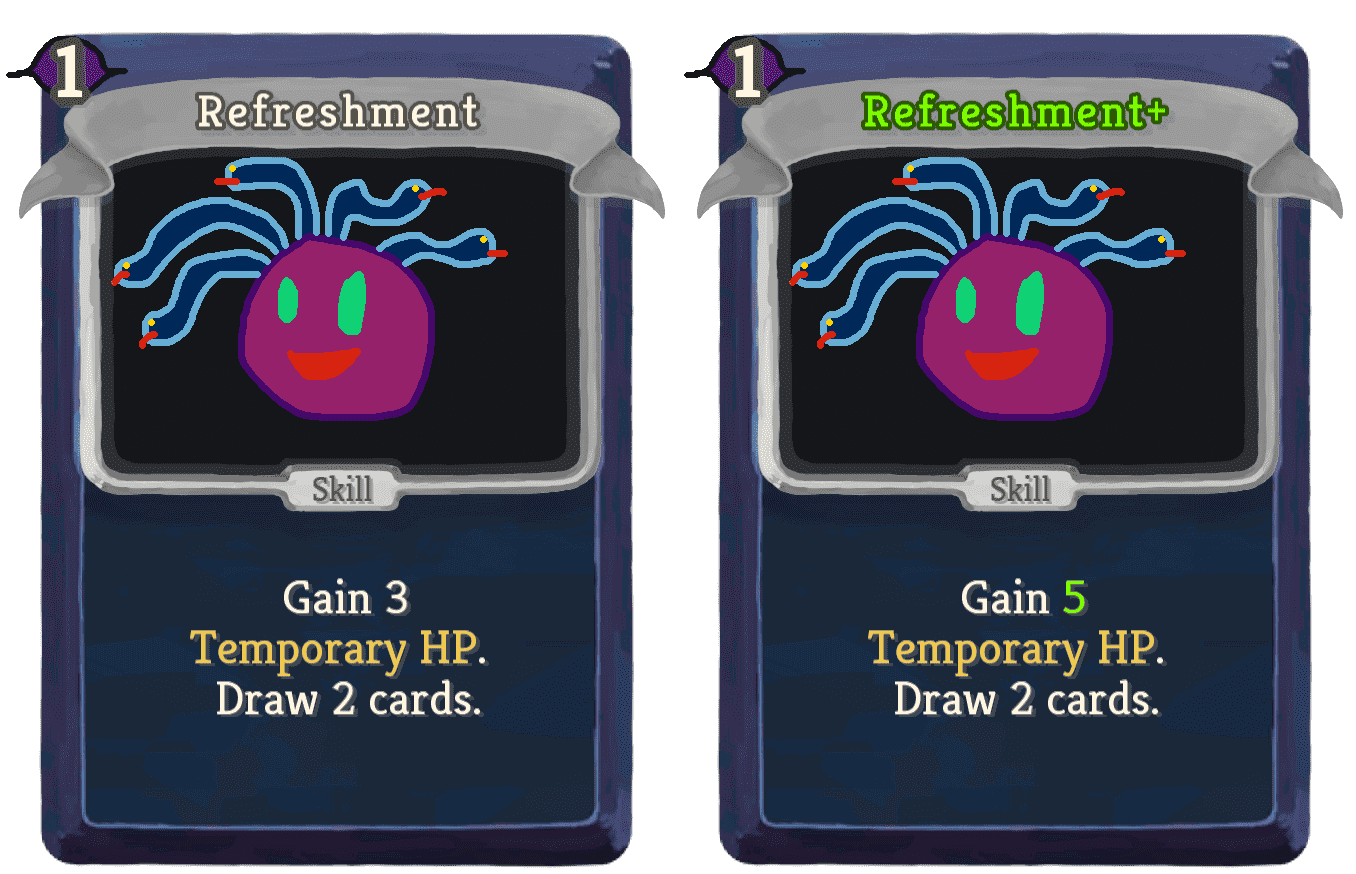 1
Refreshment
Skill
Gain 3
Temporary HP.
Draw 2 cards.
1
Refreshment+
Skill
Gain 5
Temporary HP.
Draw 2 cards.